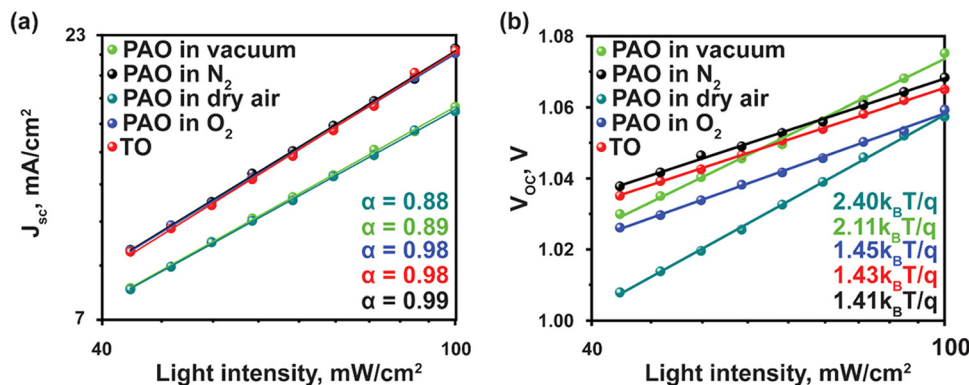 (a)
23
PAO in vacuum
PAO in N₂
PAO in dry air
PAO in O₂
TO
Jsc, mA/cm²
α = 0.88
α = 0.89
α = 0.98
α = 0.98
α = 0.99
7
40
100
Light intensity, mW/cm²
(b)
1.08
1.06
1.04
1.02
1.00
PAO in vacuum
PAO in N₂
PAO in dry air
PAO in O₂
TO
VOC, V
2.40kBT/q
2.11kBT/q
1.45kBT/q
1.43kBT/q
1.41kBT/q
40
100
Light intensity, mW/cm²